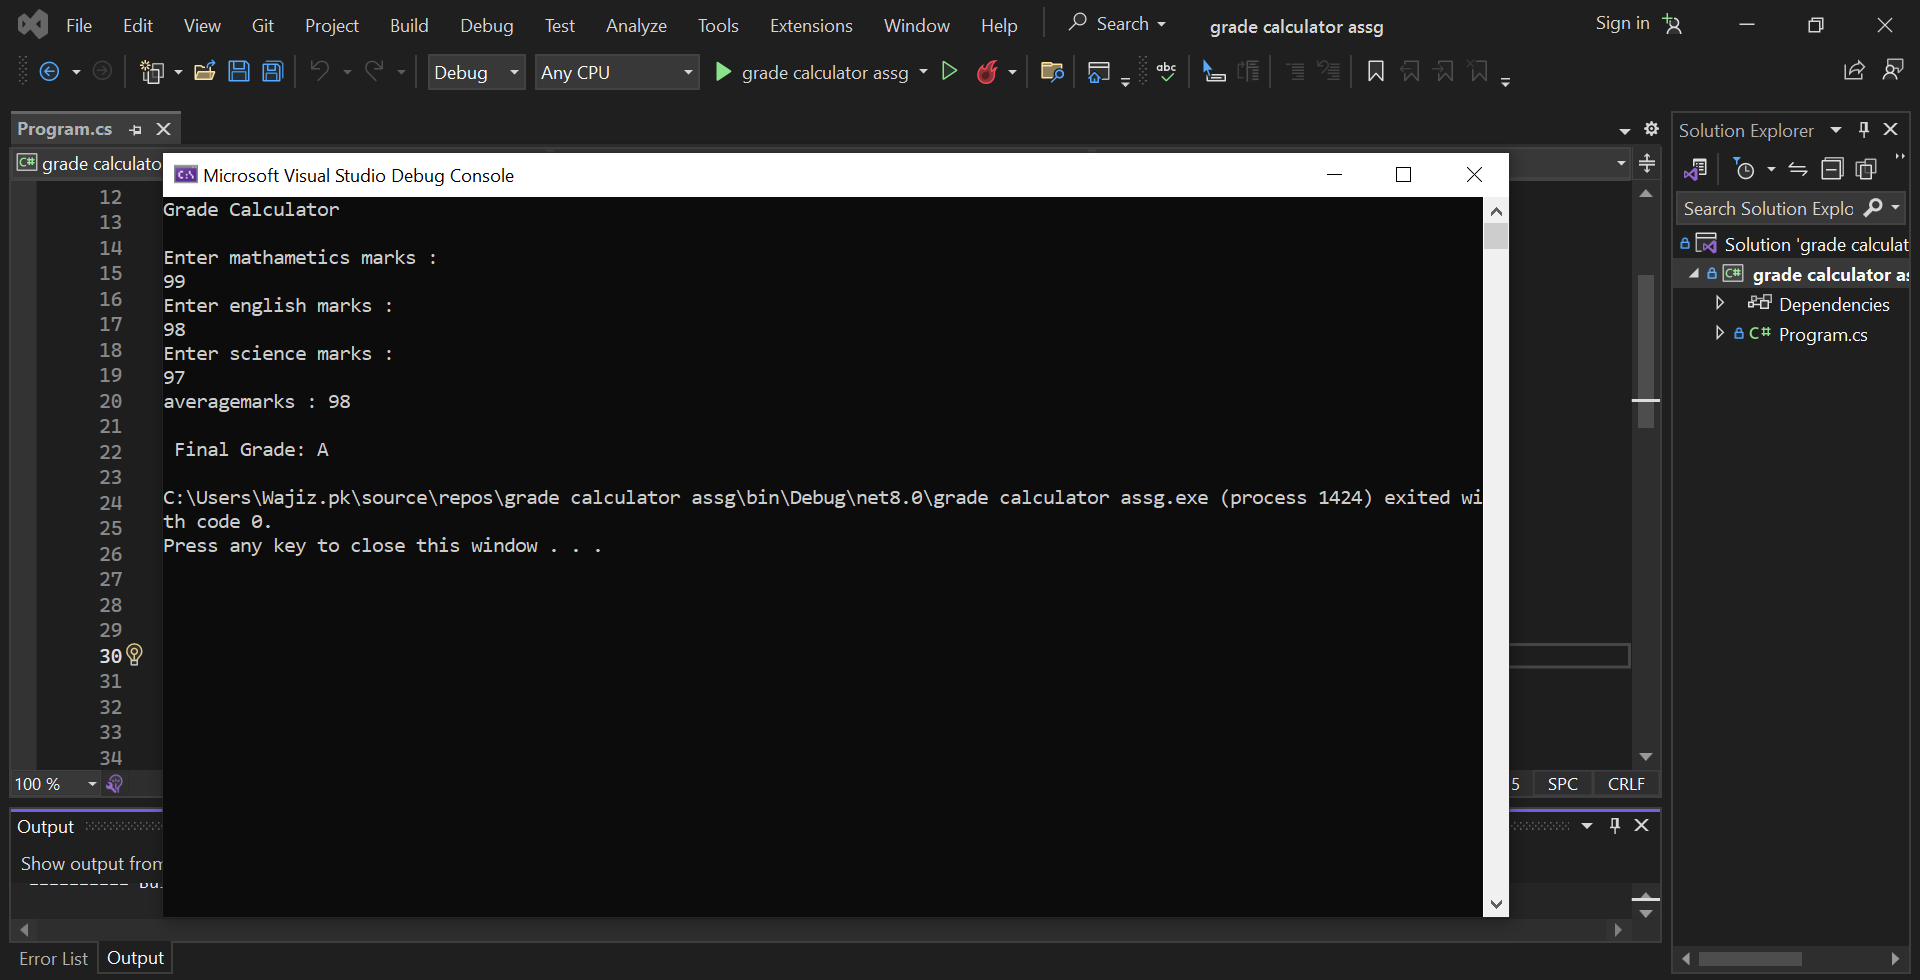 File Edit View Git Project Build Debug Test Analyze Tools Extensions Window Help Search grade calculator assg Sign in
Debug Any CPU grade calculator assg abc
Program.cs
C# grade calculato
Microsoft Visual Studio Debug Console
12
13
14
15
16
17
18
19
20
21
22
23
24
25
26
27
28
29
30
31
32
33
34
Grade Calculator
Enter mathametics marks :
99
Enter english marks :
98
Enter science marks :
97
averagemarks : 98
Final Grade: A
C:\Users\Wajiz.pk\source\repos\grade calculator assg\bin\Debug\net8.0\grade calculator assg.exe (process 1424) exited wi
th code 0.
Press any key to close this window . . .
100 %
5 SPC CRLF
Output
Show output from
Error List Output
Solution Explorer
Search Solution Explo
Solution 'grade calculat
C# grade calculator as
Dependencies
C# Program.cs